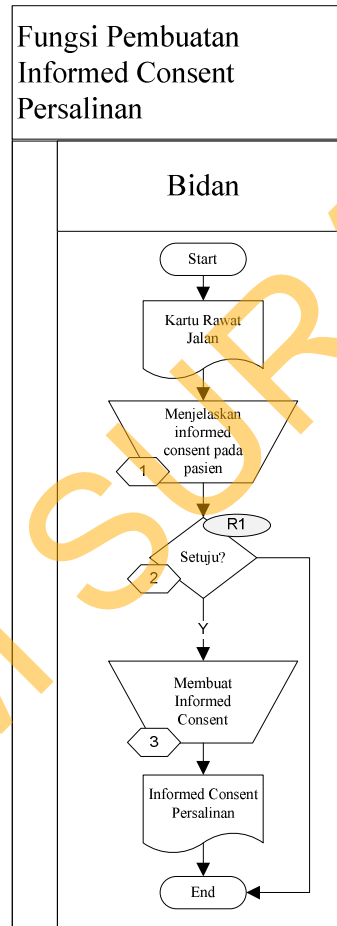 Fungsi Pembuatan
Informed Consent
Persalinan
Bidan
Start
Kartu Rawat
Jalan
Menjelaskan
informed
consent pada
pasien
1
R1
Setuju?
2
Y
Membuat
Informed
Consent
3
Informed Consent
Persalinan
End
M SUR